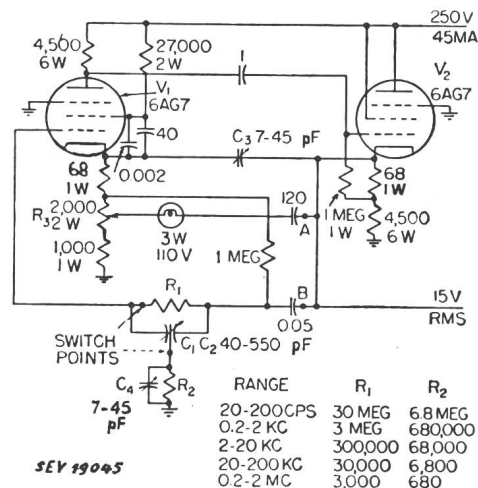 250V
45MA
4,500
6W
27,000
2W
1
V1
6AG7
V2
6AG7
40
C3 7-45 pF
0.002
68
1W
68
1W
R3
2,000
2W
120
A
1 MEG
1W
4,500
6W
3W
110V
1,000
1W
1 MEG
R1
B
005
15V
RMS
SWITCH
POINTS
C1 C2 40-550 pF
C4
R2
7-45
pF
RANGE R1 R2
20-200CPS 30 MEG 6.8 MEG
0.2-2 KC 3 MEG 680,000
2-20 KC 300,000 68,000
20-200 KC 30,000 6,800
0.2-2 MC 3,000 680
SEV 19045